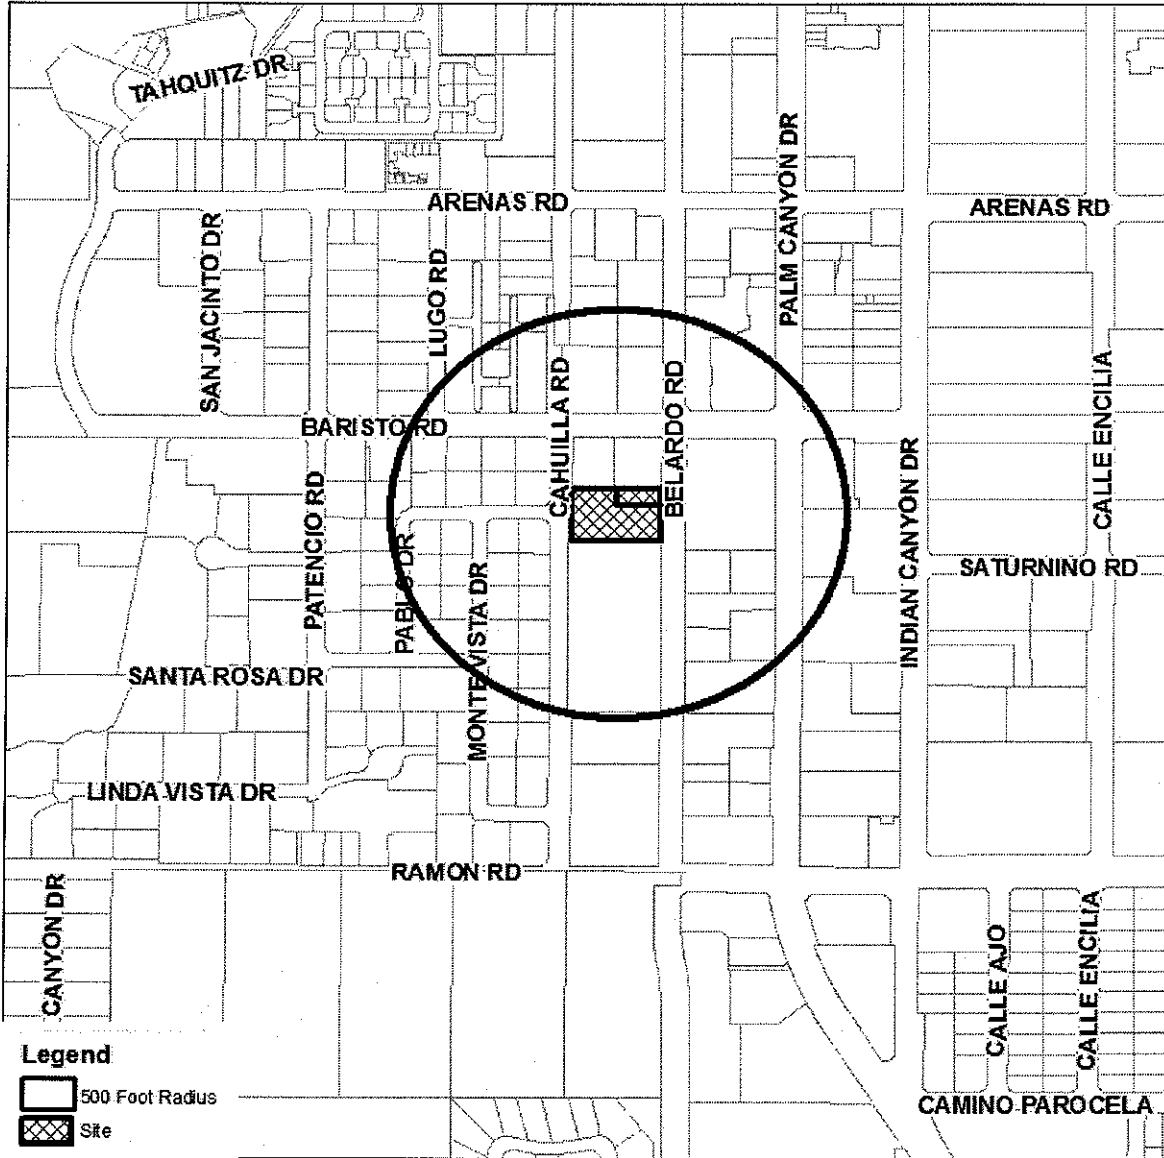 TAHQUITZ DR
PALM CANYON DR
ARENAS RD
ARENAS RD
SAN JACINTO DR
LUGO RD
CAHUILLA RD
BELARDO RD
CALLE ENCILIA
BARISTO RD
PATENCIO RD
PABLO DR
MONTE VISTA DR
INDIAN CANYON DR
SATURNINO RD
SANTA ROSA DR
LINDA VISTA DR
RAMON RD
CANYON DR
CALLE AJO
CALLE ENCILIA
CAMINO PAROCELA
Legend
500 Foot Radius
Site